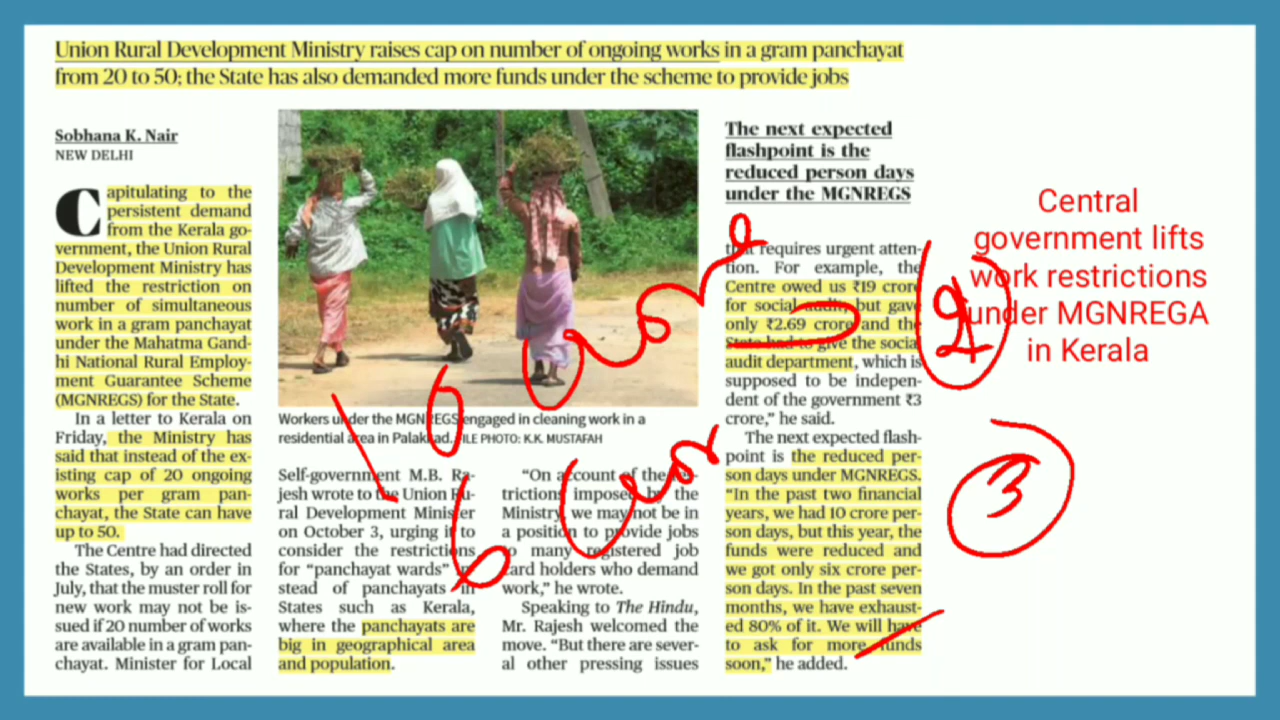 Union Rural Development Ministry raises cap on number of ongoing works in a gram panchayat
from 20 to 50; the State has also demanded more funds under the scheme to provide jobs
Sobhana K. Nair
NEW DELHI
Capitulating to the
persistent demand
from the Kerala go-
vernment, the Union Rural
Development Ministry has
lifted the restriction on
number of simultaneous
work in a gram panchayat
under the Mahatma Gand-
hi National Rural Employ-
ment Guarantee Scheme
(MGNREGS) for the State.
In a letter to Kerala on
Friday, the Ministry has
said that instead of the ex-
isting cap of 20 ongoing
works per gram pan-
chayat, the State can have
up to 50.
The Centre had directed
the States, by an order in
July, that the muster roll for
new work may not be is-
sued if 20 number of works
are available in a gram pan-
chayat. Minister for Local
Workers under the MGNREGS engaged in cleaning work in a
residential area in Palakkad. FILE PHOTO: K.K. MUSTAFAH
Self-government M.B. Ra-
jesh wrote to the Union Ru-
ral Development Minister
on October 3, urging it to
consider the restrictions
for "panchayat wards" in-
stead of panchayats in
States such as Kerala,
where the panchayats are
big in geographical area
and population.
"On account of the res-
trictions imposed by the
Ministry, we may not be in
a position to provide jobs
to many registered job
card holders who demand
work," he wrote.
Speaking to The Hindu,
Mr. Rajesh welcomed the
move. "But there are sever-
al other pressing issues
The next expected
flashpoint is the
reduced person days
under the MGNREGS
that requires urgent atten-
tion. For example, the
Centre owed us ₹19 crore
for social audits but gave
only ₹2.69 crore and the
State had to give the social
audit department, which is
supposed to be indepen-
dent of the government ₹3
crore," he said.
The next expected flash-
point is the reduced per-
son days under MGNREGS.
"In the past two financial
years, we had 10 crore per-
son days, but this year, the
funds were reduced and
we got only six crore per-
son days. In the past seven
months, we have exhaust-
ed 80% of it. We will have
to ask for more funds
soon," he added.
Central
government lifts
work restrictions
under MGNREGA
in Kerala
10 Crore
6 Cror
2
3